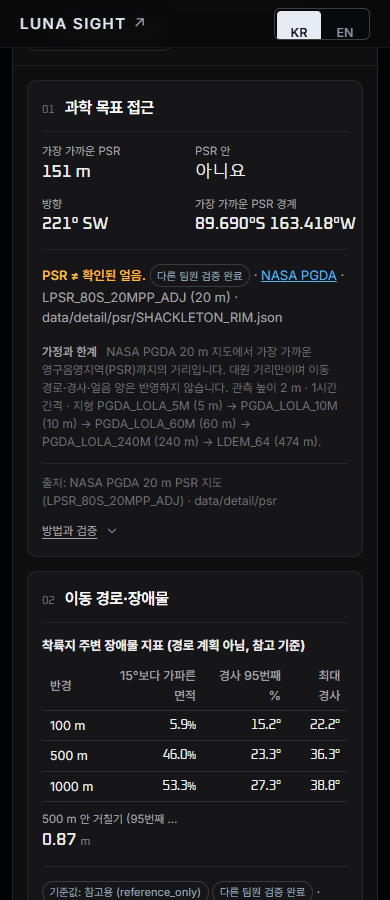 LUNA SIGHT ↗ KR EN
01 과학 목표 접근
가장 가까운 PSR PSR 안
151 m 아니요
방향 가장 가까운 PSR 경계
221° SW 89.690°S 163.418°W
PSR ≠ 확인된 얼음. 다른 팀원 검증 완료 · NASA PGDA ·
LPSR_80S_20MPP_ADJ (20 m) ·
data/detail/psr/SHACKLETON_RIM.json
가정과 한계 NASA PGDA 20 m 지도에서 가장 가까운
영구음영지역(PSR)까지의 거리입니다. 대원 거리만이며 이동
경로·경사·얼음 양은 반영하지 않습니다. 관측 높이 2 m · 1시간
간격 · 지형 PGDA_LOLA_5M (5 m) → PGDA_LOLA_10M
(10 m) → PGDA_LOLA_60M (60 m) →
PGDA_LOLA_240M (240 m) → LDEM_64 (474 m).
출처: NASA PGDA 20 m PSR 지도
(LPSR_80S_20MPP_ADJ) · data/detail/psr
방법과 검증
02 이동 경로·장애물
착륙지 주변 장애물 지표 (경로 계획 아님, 참고 기준)
반경 15°보다 가파른 면적 경사 95번째 % 최대 경사
100 m 5.9% 15.2° 22.2°
500 m 46.0% 23.3° 36.3°
1000 m 53.3% 27.3° 38.8°
500 m 안 거칠기 (95번째 ...
0.87 m
기준값: 참고용 (reference_only) 다른 팀원 검증 완료 ·